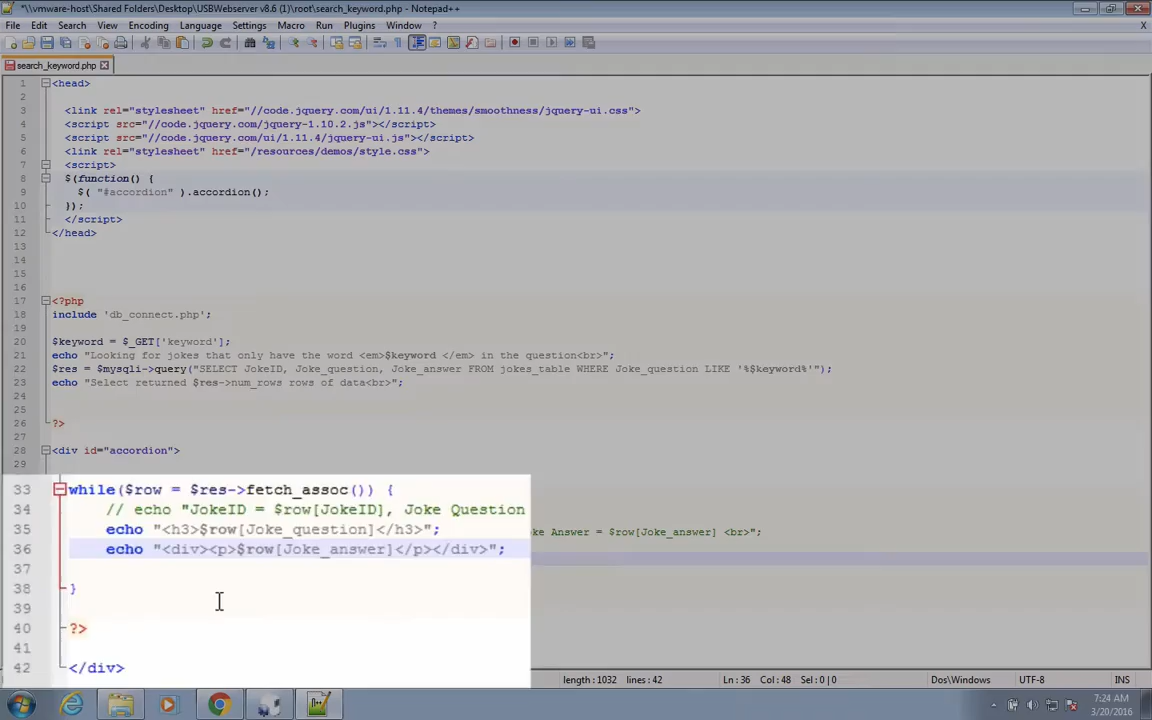 *\\vmware-host\Shared Folders\Desktop\USBWebserver v8.6 (1)\root\search_keyword.php - Notepad++
File Edit Search View Encoding Language Settings Macro Run Plugins Window ? X
search_keyword.php
1 <head>
2
3 <link rel="stylesheet" href="//code.jquery.com/ui/1.11.4/themes/smoothness/jquery-ui.css">
4 <script src="//code.jquery.com/jquery-1.10.2.js"></script>
5 <script src="//code.jquery.com/ui/1.11.4/jquery-ui.js"></script>
6 <link rel="stylesheet" href="/resources/demos/style.css">
7 <script>
8 $(function() {
9 $( "#accordion" ).accordion();
10 });
11 </script>
12 </head>
13
14
15
16
17 <?php
18 include 'db_connect.php';
19
20 $keyword = $_GET['keyword'];
21 echo "Looking for jokes that only have the word <em>$keyword </em> in the question<br>";
22 $res = $mysqli->query("SELECT JokeID, Joke_question, Joke_answer FROM jokes_table WHERE Joke_question LIKE '%$keyword%'");
23 echo "Select returned $res->num_rows rows of data<br>";
24
25
26 ?>
27
28 <div id="accordion">
29
33 while($row = $res->fetch_assoc()) {
34 // echo "JokeID = $row[JokeID], Joke Question
35 echo "<h3>$row[Joke_question]</h3>"; ke Answer = $row[Joke_answer] <br>";
36 echo "<div><p>$row[Joke_answer]</p></div>";
37
38 }
39
40 ?>
41
42 </div>
length : 1032 lines : 42 Ln : 36 Col : 48 Sel : 0 | 0 Dos\Windows UTF-8 INS
7:24 AM
3/20/2016